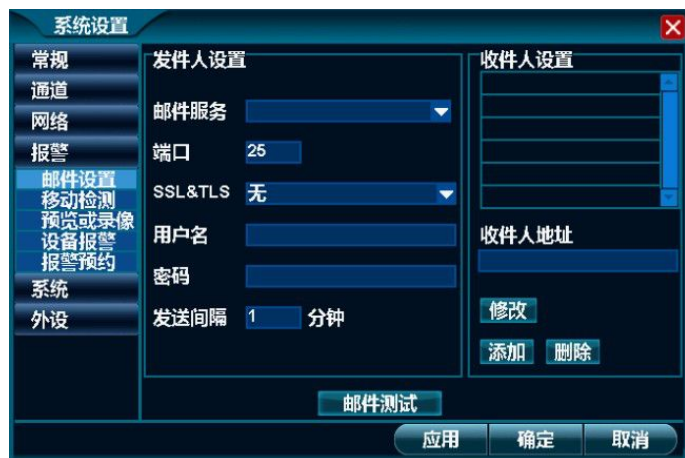 系统设置
常规
通道
网络
报警
邮件设置
移动检测
预览或录像
设备报警
报警预约
系统
外设
发件人设置
邮件服务
端口 25
SSL&TLS 无
用户名
密码
发送间隔 1 分钟
收件人设置
收件人地址
修改
添加 删除
邮件测试
应用 确定 取消